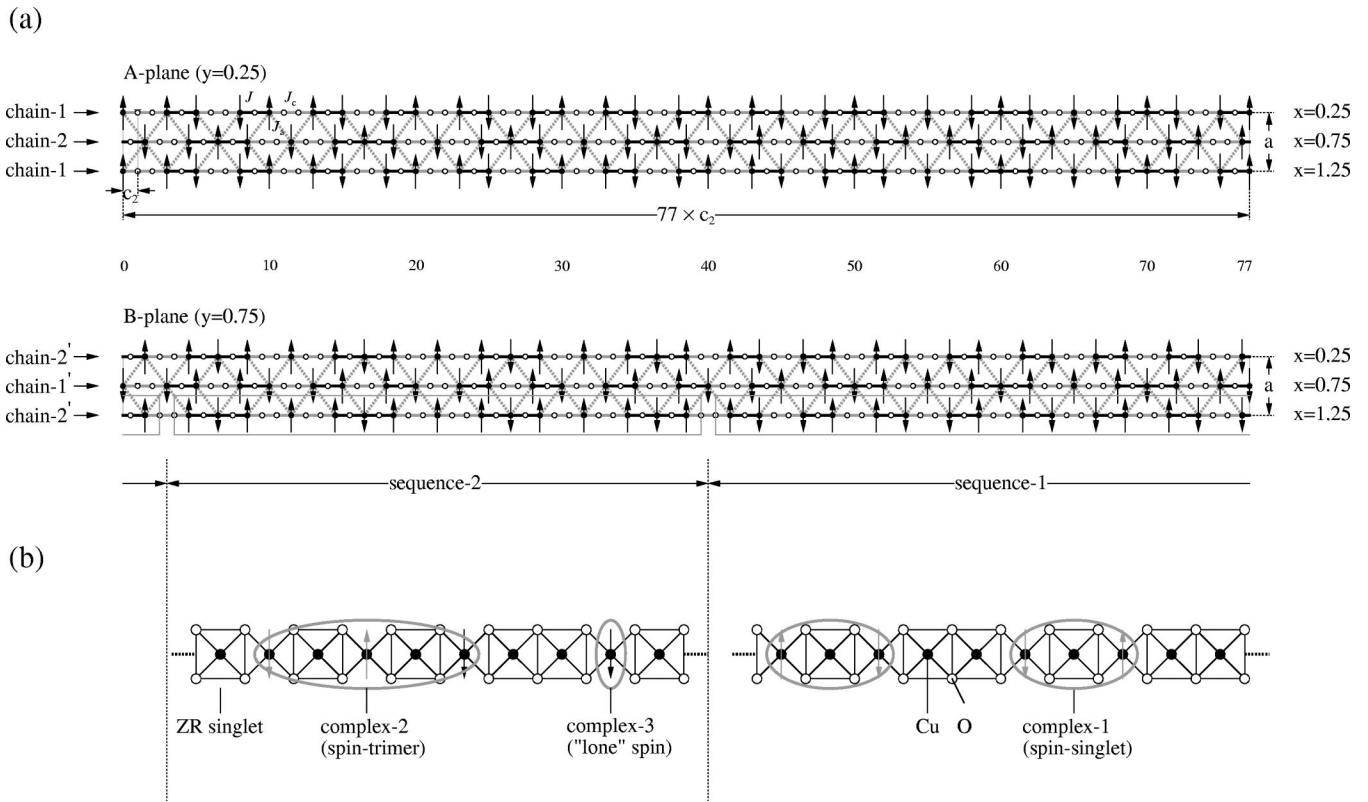 (a)
A-plane (y=0.25)
J
J_c
chain-1
x=0.25
J_a
chain-2
a
x=0.75
chain-1
x=1.25
c_2
77 × c_2
0 10 20 30 40 50 60 70 77
B-plane (y=0.75)
chain-2'
x=0.25
chain-1'
a
x=0.75
chain-2'
x=1.25
sequence-2
sequence-1
(b)
ZR singlet
complex-2
(spin-trimer)
complex-3
("lone" spin)
Cu
O
complex-1
(spin-singlet)